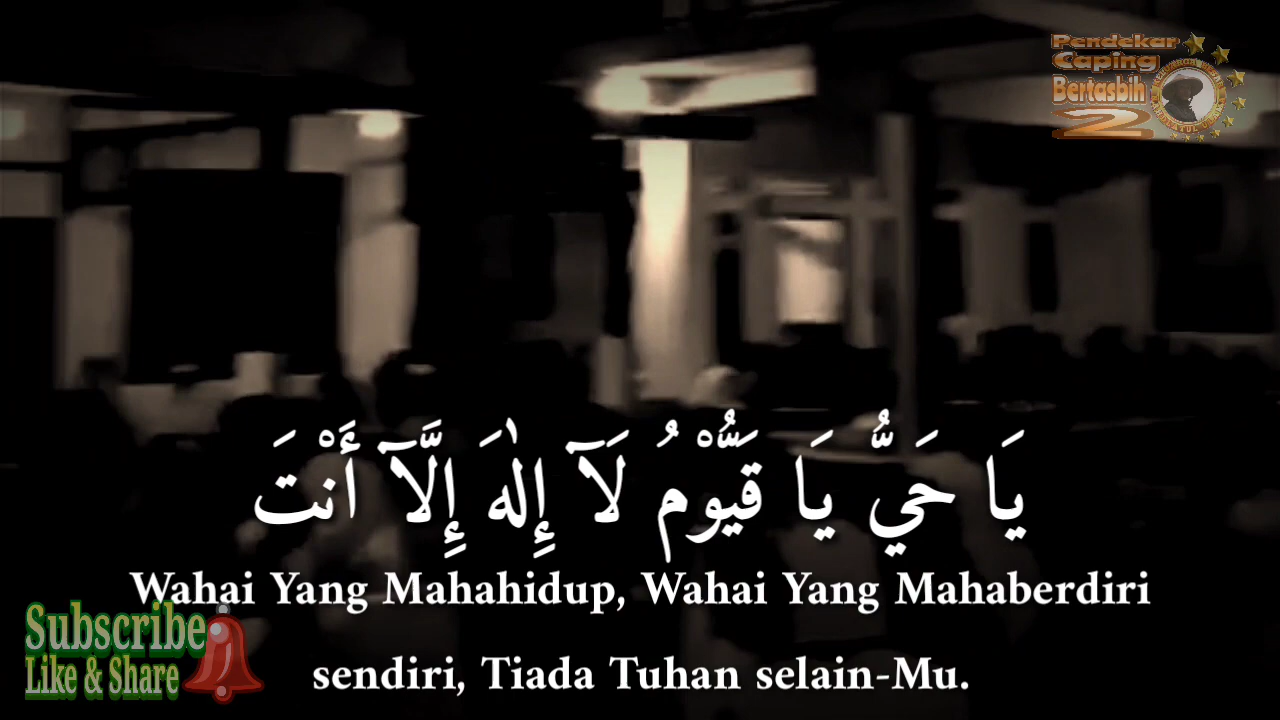 Pendekar
Caping
Bertasbih
2
يَا حَيُّ يَا قَيُّوْمُ لَآ إِلٰهَ إِلَّآ أَنْتَ
Wahai Yang Mahahidup, Wahai Yang Mahaberdiri
sendiri, Tiada Tuhan selain-Mu.
Subscribe
Like & Share